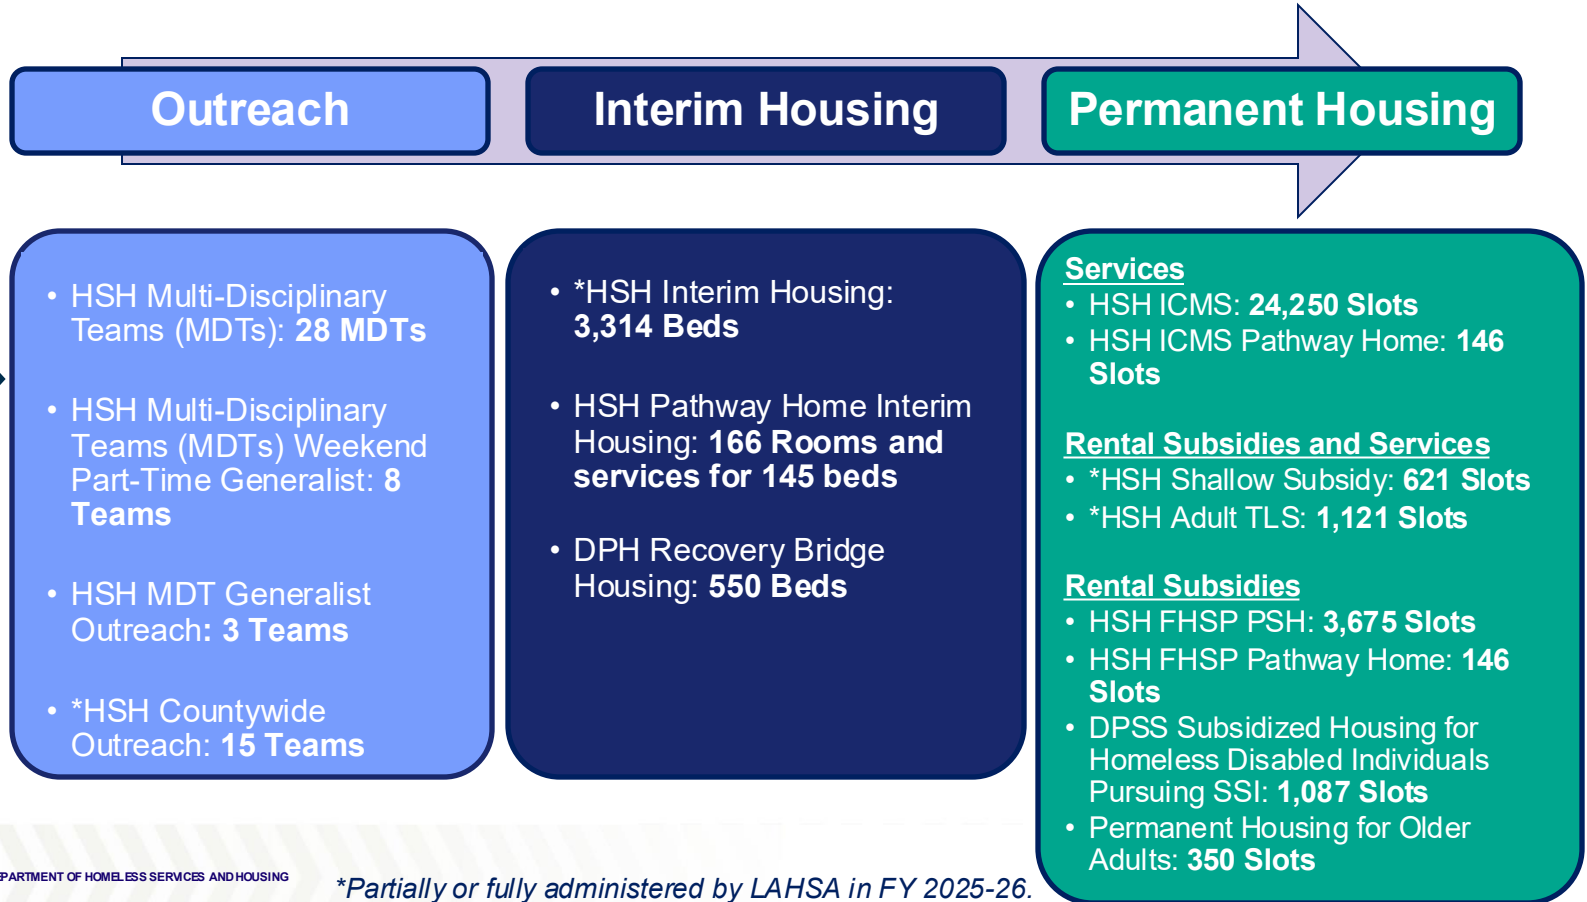 Outreach
Interim Housing
Permanent Housing
• HSH Multi-Disciplinary
Teams (MDTs): 28 MDTs
• HSH Multi-Disciplinary
Teams (MDTs) Weekend
Part-Time Generalist: 8
Teams
• HSH MDT Generalist
Outreach: 3 Teams
• *HSH Countywide
Outreach: 15 Teams
• *HSH Interim Housing:
3,314 Beds
• HSH Pathway Home Interim
Housing: 166 Rooms and
services for 145 beds
• DPH Recovery Bridge
Housing: 550 Beds
Services
• HSH ICMS: 24,250 Slots
• HSH ICMS Pathway Home: 146
Slots
Rental Subsidies and Services
• *HSH Shallow Subsidy: 621 Slots
• *HSH Adult TLS: 1,121 Slots
Rental Subsidies
• HSH FHSP PSH: 3,675 Slots
• HSH FHSP Pathway Home: 146
Slots
• DPSS Subsidized Housing for
Homeless Disabled Individuals
Pursuing SSI: 1,087 Slots
• Permanent Housing for Older
Adults: 350 Slots
EPARTMENT OF HOMELESS SERVICES AND HOUSING
*Partially or fully administered by LAHSA in FY 2025-26.